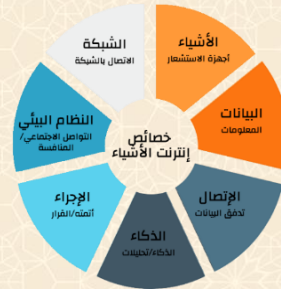 خصائص
إنترنت الأشياء
الأشياء
أجهزة الاستشعار
البيانات
المعلومات
الإتصال
تدفق البيانات
الذكاء
الذكاء/تحليلات
الإجراء
أتمته/القرار
النظام البيئي
التواصل الاجتماعي/
المنافسة
الشبكة
الاتصال بالشبكة